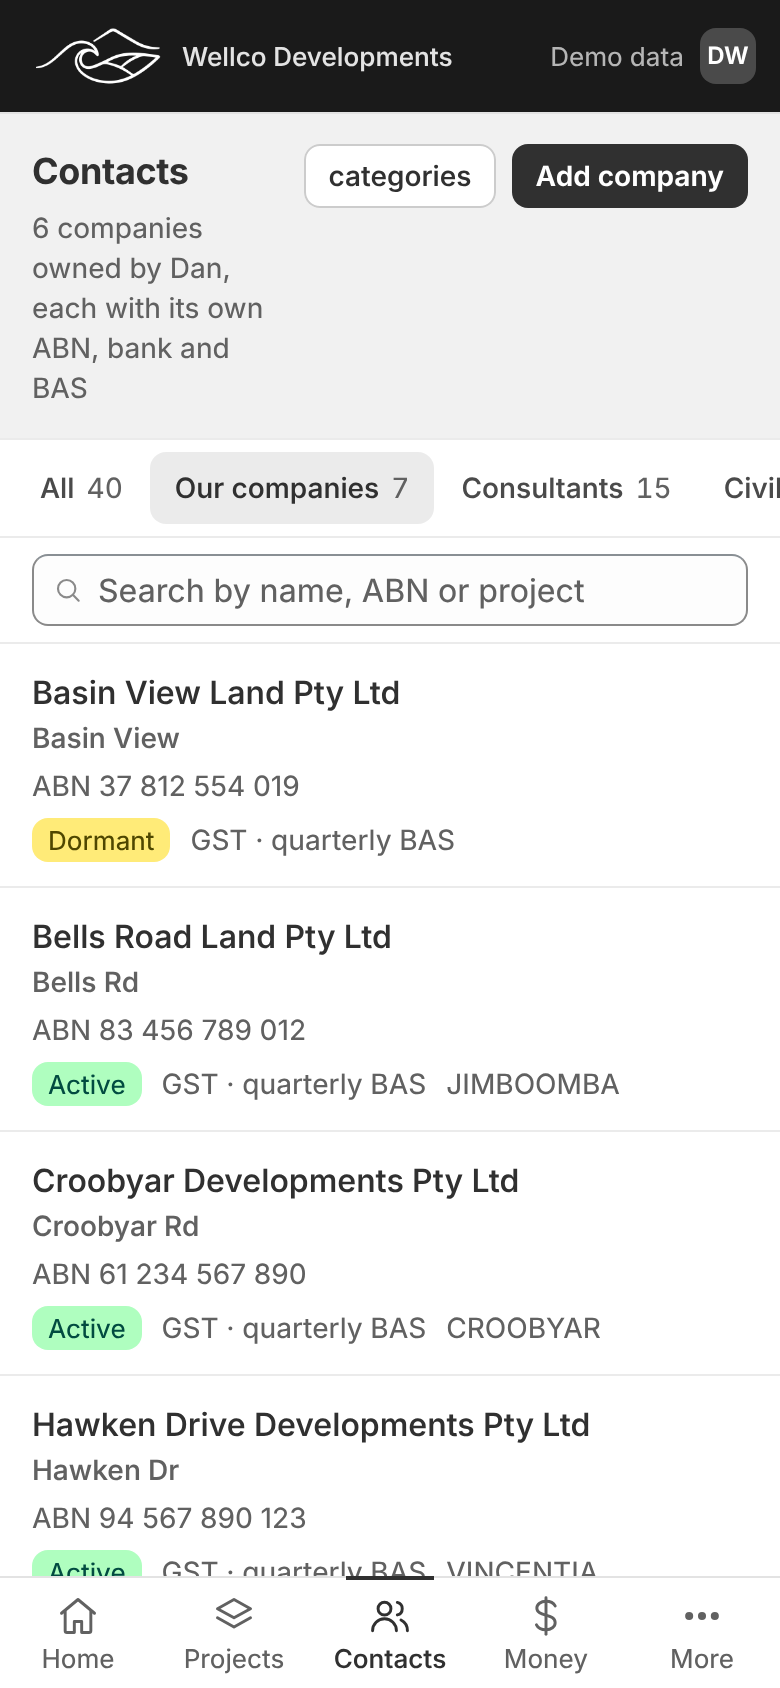 Wellco Developments
Demo data
DW
Contacts
categories
Add company
6 companies
owned by Dan,
each with its own
ABN, bank and
BAS
All 40
Our companies 7
Consultants 15
Civil
Search by name, ABN or project
Basin View Land Pty Ltd
Basin View
ABN 37 812 554 019
Dormant GST · quarterly BAS
Bells Road Land Pty Ltd
Bells Rd
ABN 83 456 789 012
Active GST · quarterly BAS JIMBOOMBA
Croobyar Developments Pty Ltd
Croobyar Rd
ABN 61 234 567 890
Active GST · quarterly BAS CROOBYAR
Hawken Drive Developments Pty Ltd
Hawken Dr
ABN 94 567 890 123
Active GST · quarterly BAS VINCENTIA
Home
Projects
Contacts
Money
More